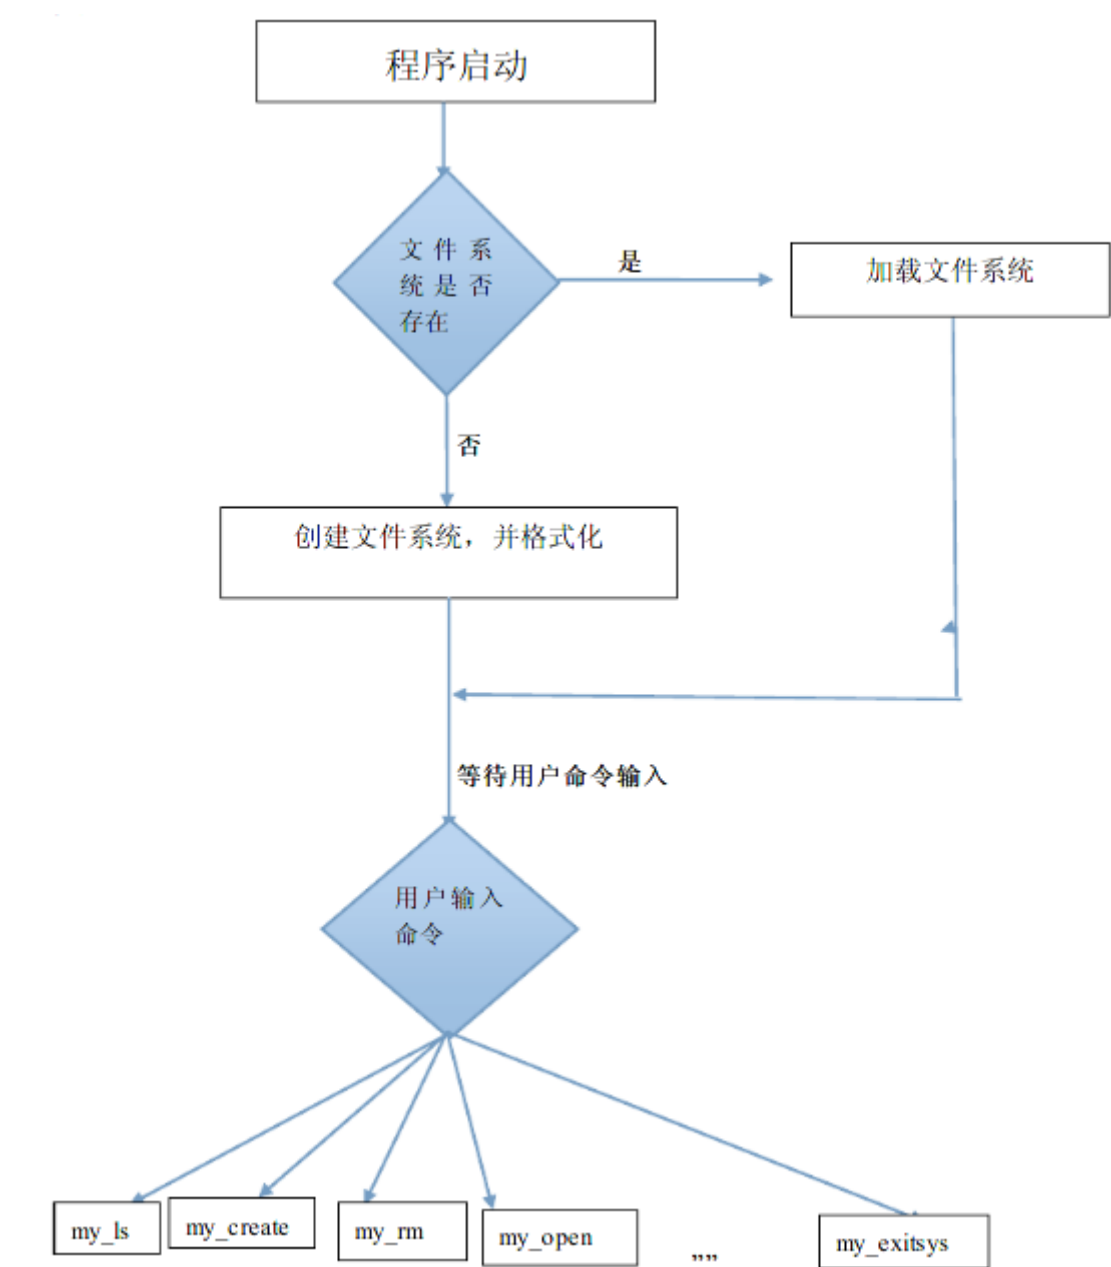 程序启动
文件系
统是否
存在
是
加载文件系统
否
创建文件系统，并格式化
等待用户命令输入
用户输入
命令
my_ls
my_create
my_rm
my_open
„„
my_exitsys